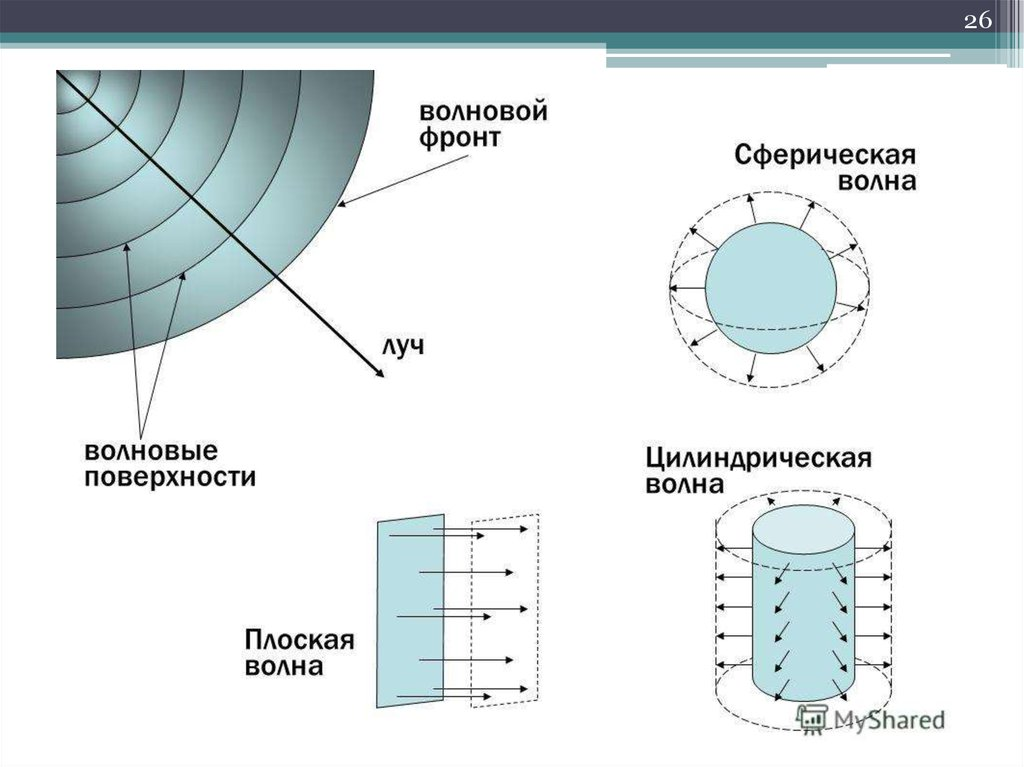 26
волновой
фронт
Сферическая
волна
луч
волновые
поверхности
Цилиндрическая
волна
Плоская
волна
MyShared